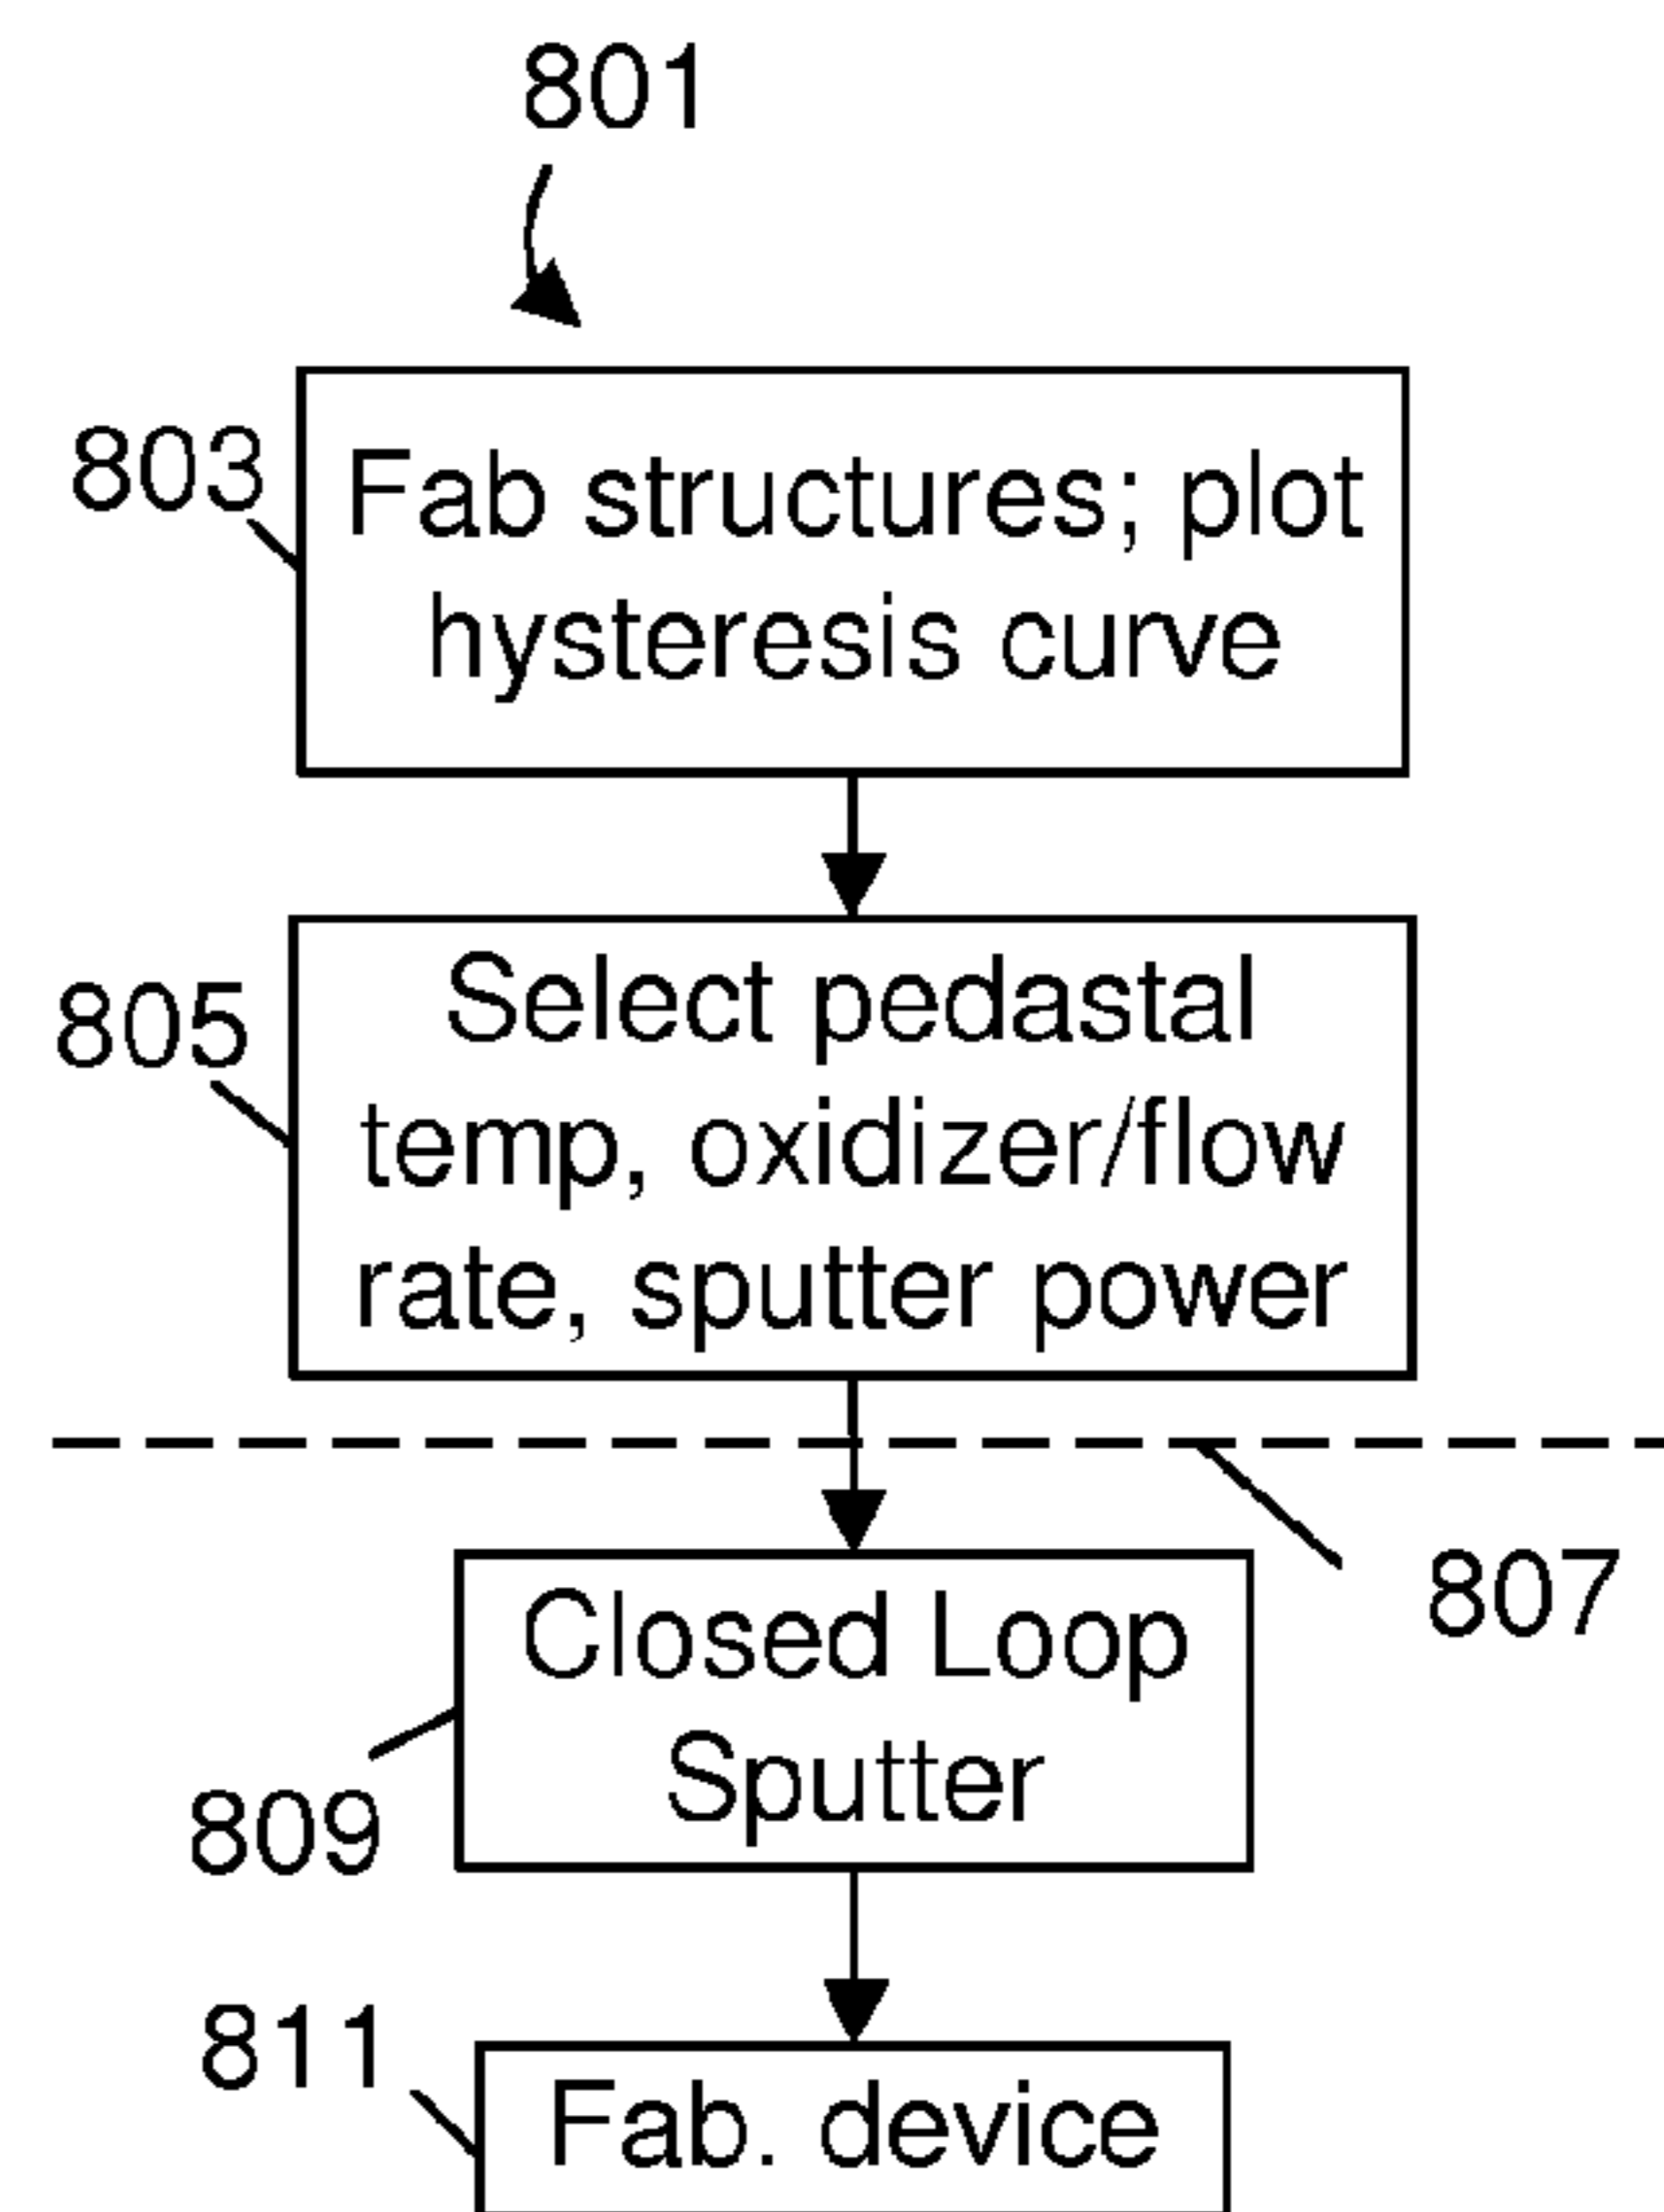 801
803
Fab structures; plot
hysteresis curve
805
Select pedastal
temp, oxidizer/flow
rate, sputter power
807
Closed Loop
Sputter
809
811
Fab. device